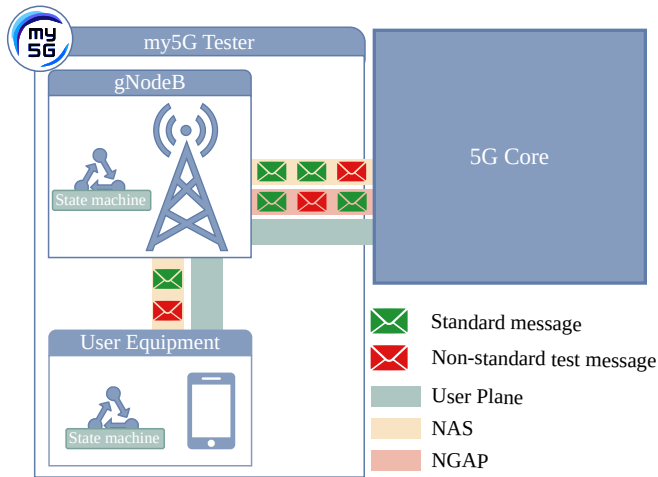 my
5G
my5G Tester
gNodeB
State machine
5G Core
User Equipment
State machine
Standard message
Non-standard test message
User Plane
NAS
NGAP